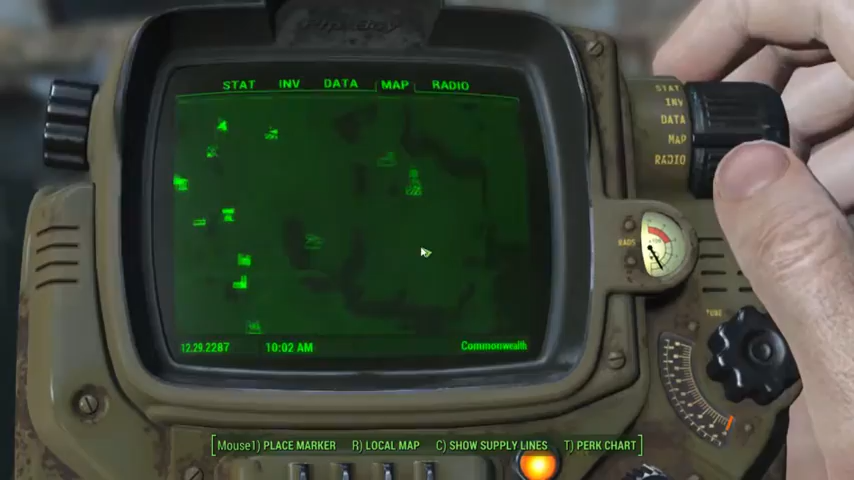 STAT INV DATA MAP RADIO
STAT
INV
DATA
MAP
RADIO
RADS
TUNE
12.29.2287 10:02 AM Commonwealth
[Mouse1) PLACE MARKER R) LOCAL MAP C) SHOW SUPPLY LINES T) PERK CHART]